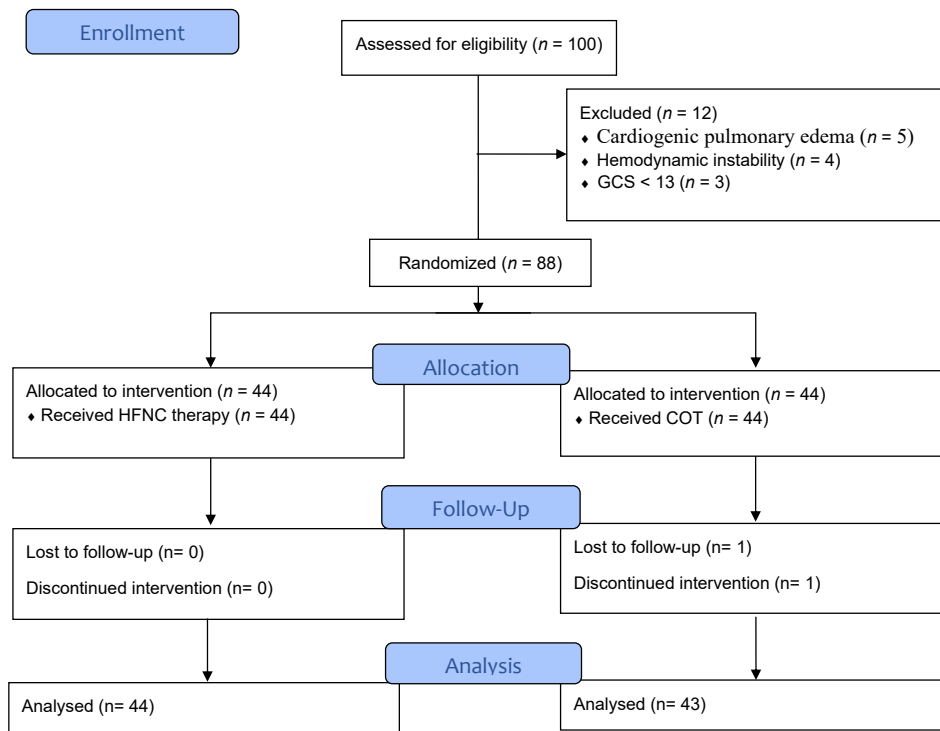 Enrollment
Assessed for eligibility (n = 100)
Excluded (n = 12)
♦ Cardiogenic pulmonary edema (n = 5)
♦ Hemodynamic instability (n = 4)
♦ GCS < 13 (n = 3)
Randomized (n = 88)
Allocation
Allocated to intervention (n = 44)
♦ Received HFNC therapy (n = 44)
Allocated to intervention (n = 44)
♦ Received COT (n = 44)
Follow-Up
Lost to follow-up (n= 0)
Discontinued intervention (n= 0)
Lost to follow-up (n= 1)
Discontinued intervention (n= 1)
Analysis
Analysed (n= 44)
Analysed (n= 43)